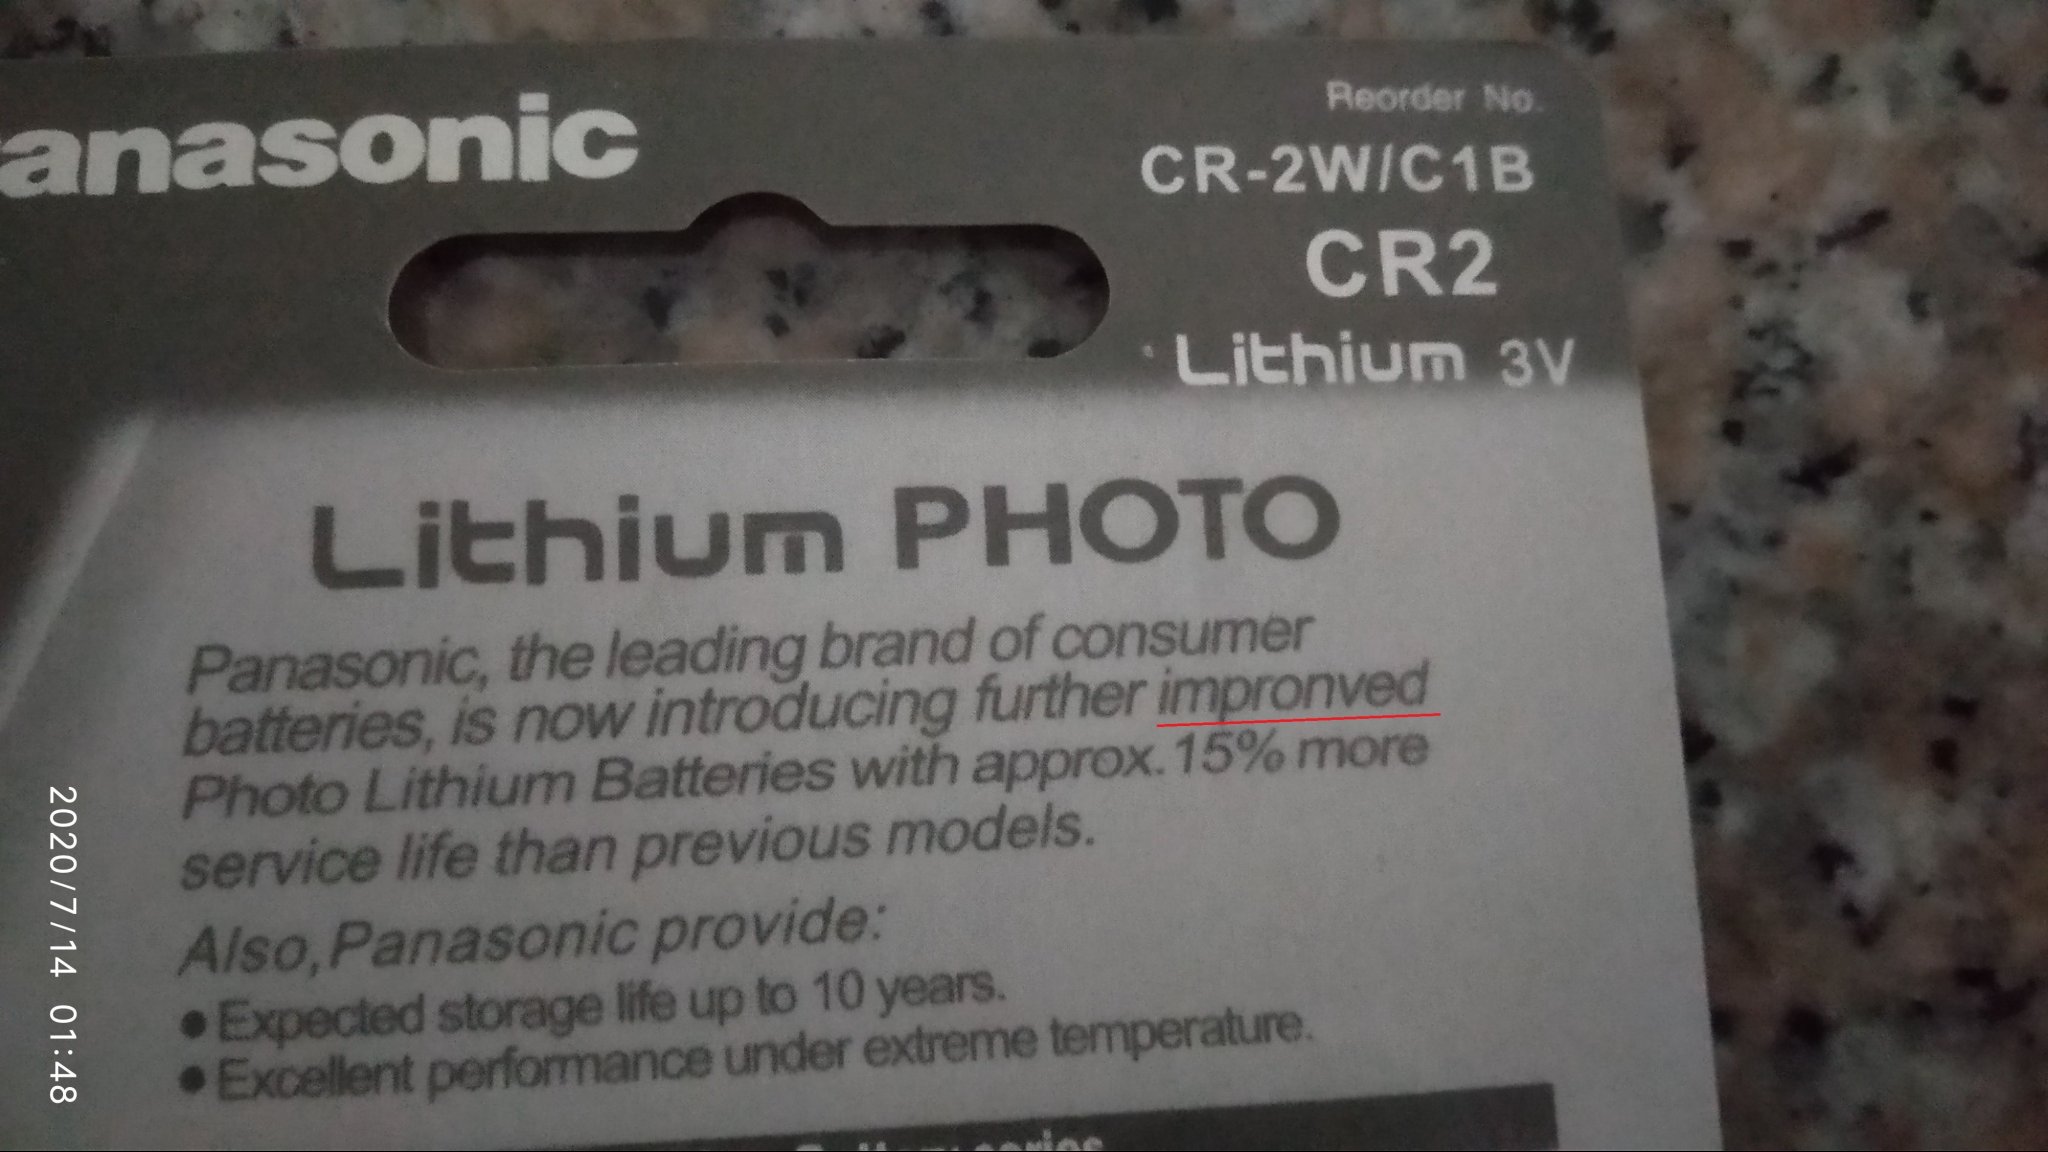 Panasonic
Reorder No.
CR-2W/C1B
CR2
Lithium 3V
Lithium PHOTO
Panasonic, the leading brand of consumer
batteries, is now introducing further impronved
Photo Lithium Batteries with approx.15% more
service life than previous models.
Also,Panasonic provide:
• Expected storage life up to 10 years.
• Excellent performance under extreme temperature.
series
2020/7/14 01:48